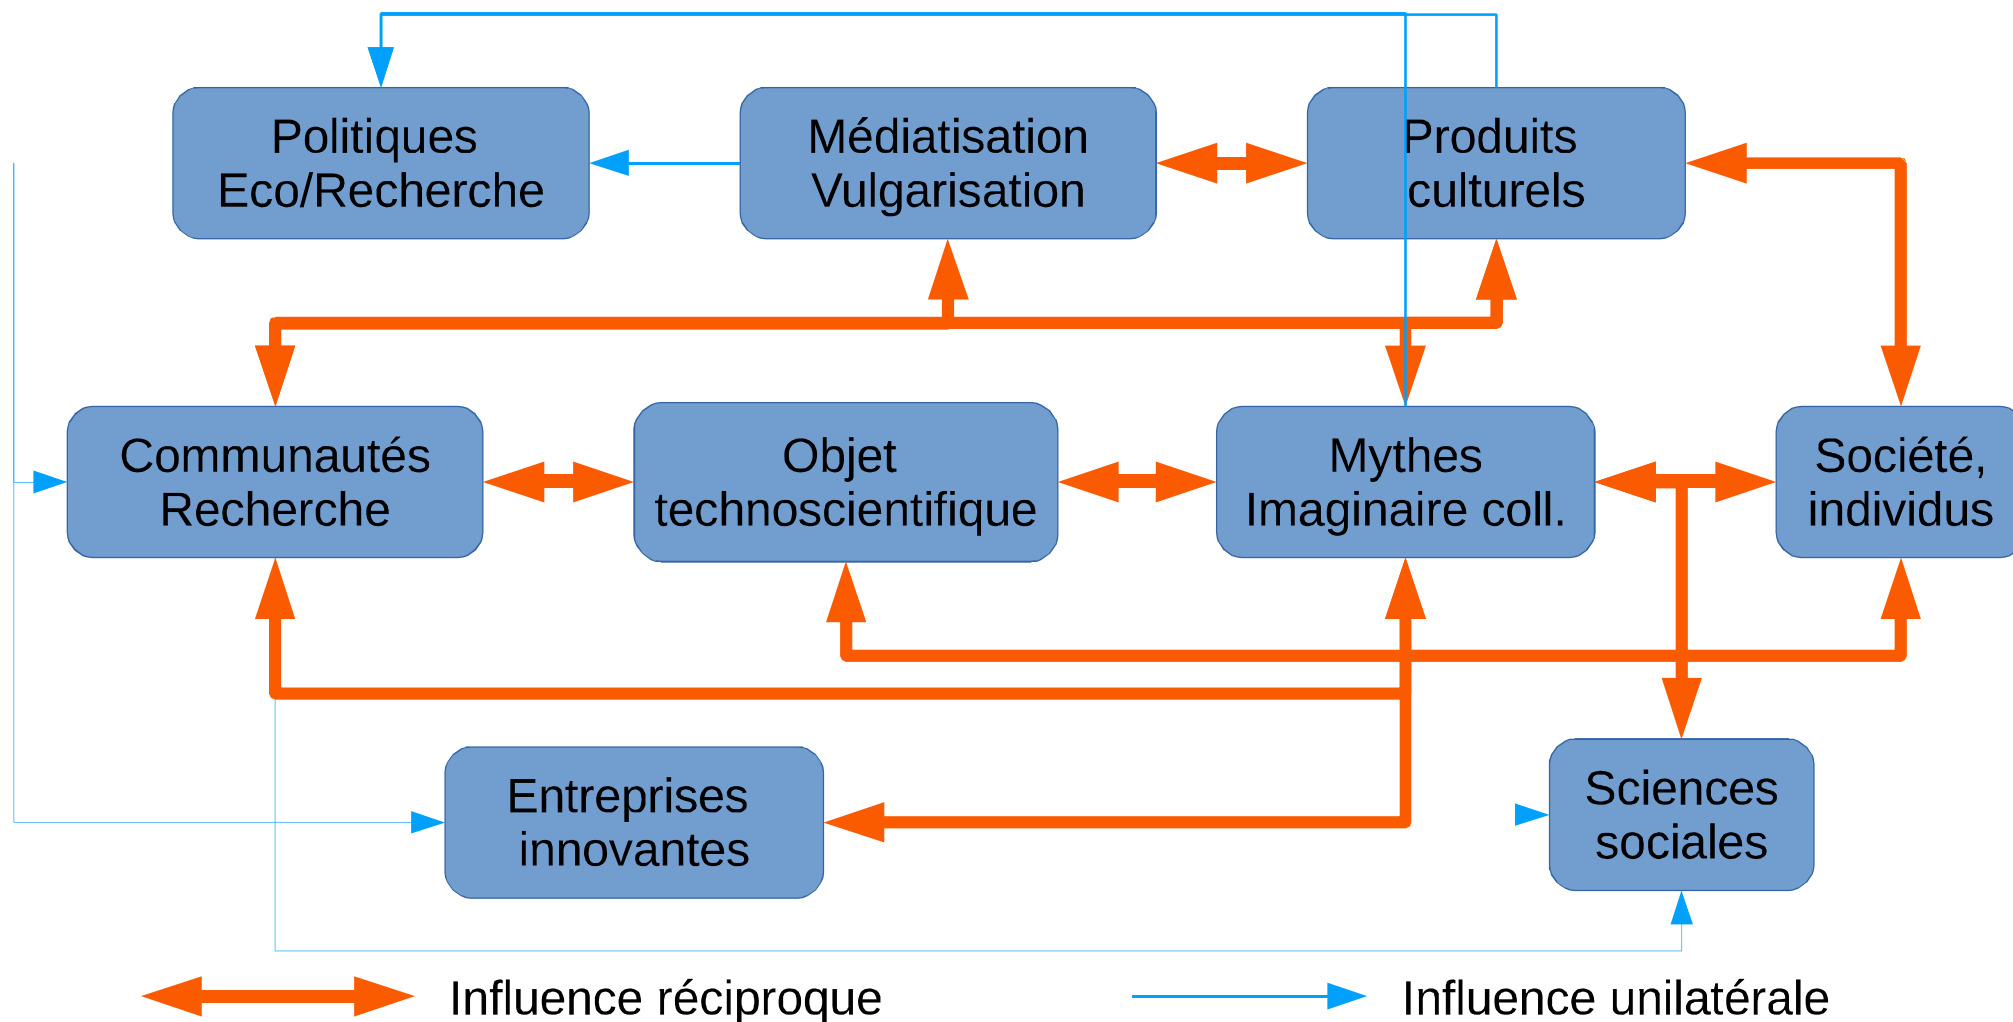 Politiques
Eco/Recherche
Médiatisation
Vulgarisation
Produits
culturels
Communautés
Recherche
Objet
technoscientifique
Mythes
Imaginaire coll.
Société,
individus
Entreprises
innovantes
Sciences
sociales
Influence réciproque
Influence unilatérale